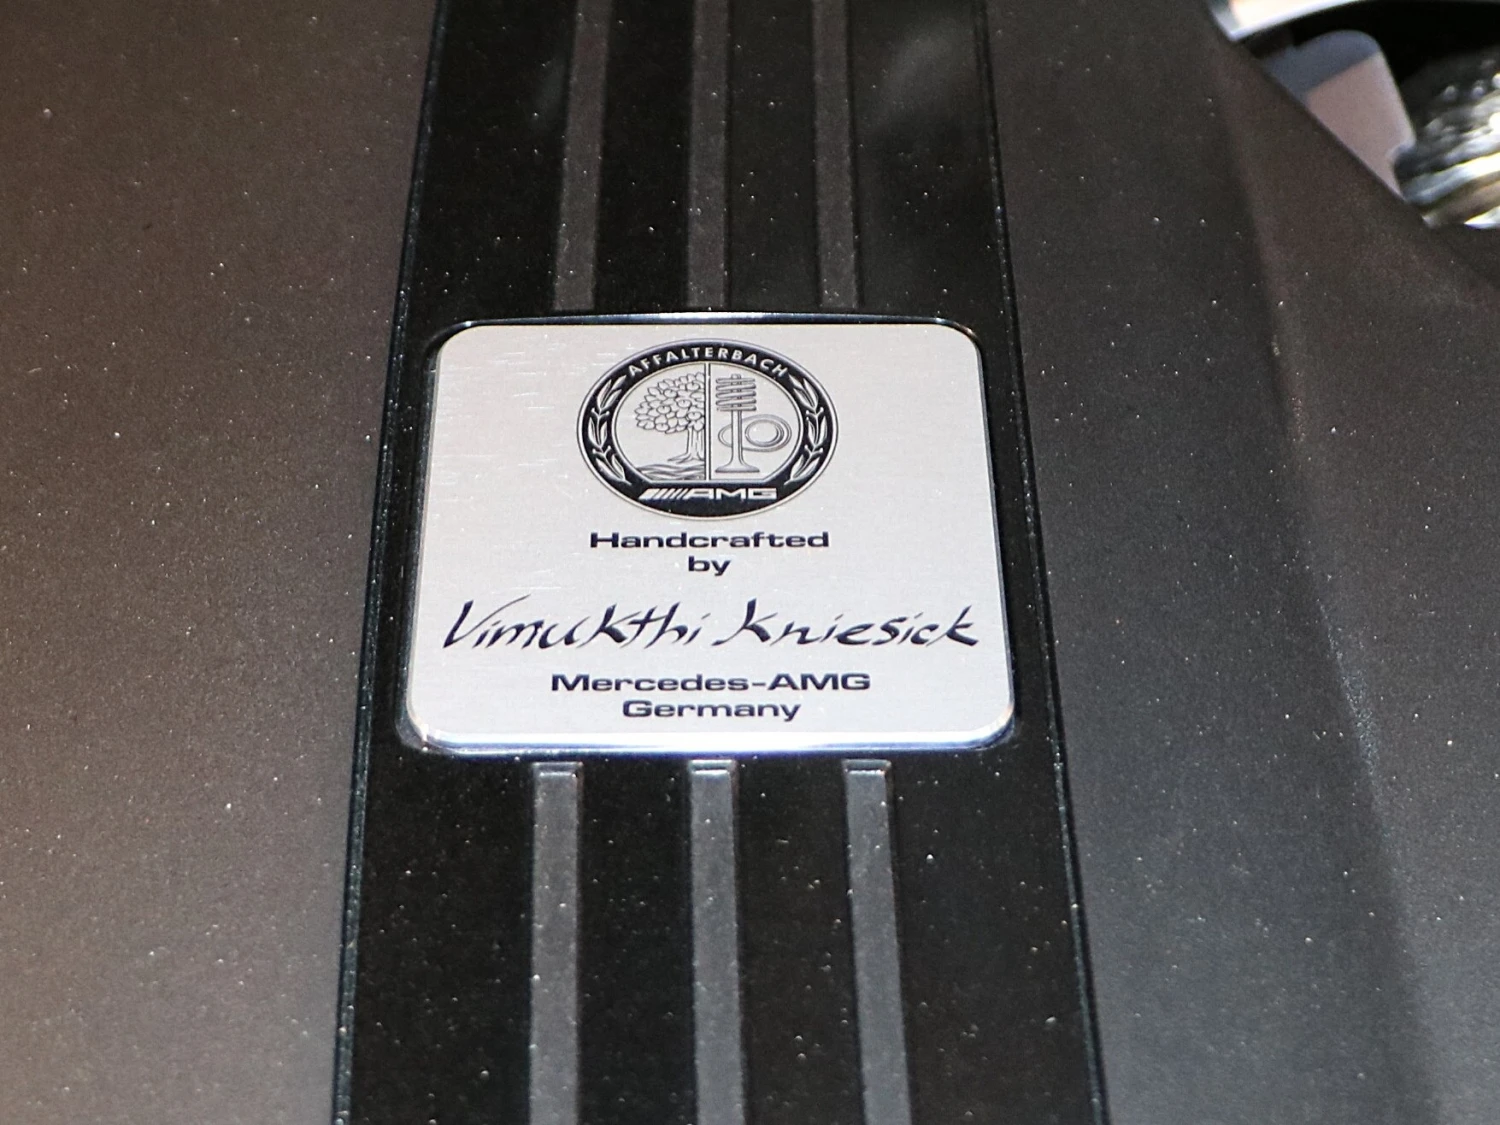 AFFALTERBACH
AMG
Handcrafted
by
Vimukthi Kniesick
Mercedes-AMG
Germany